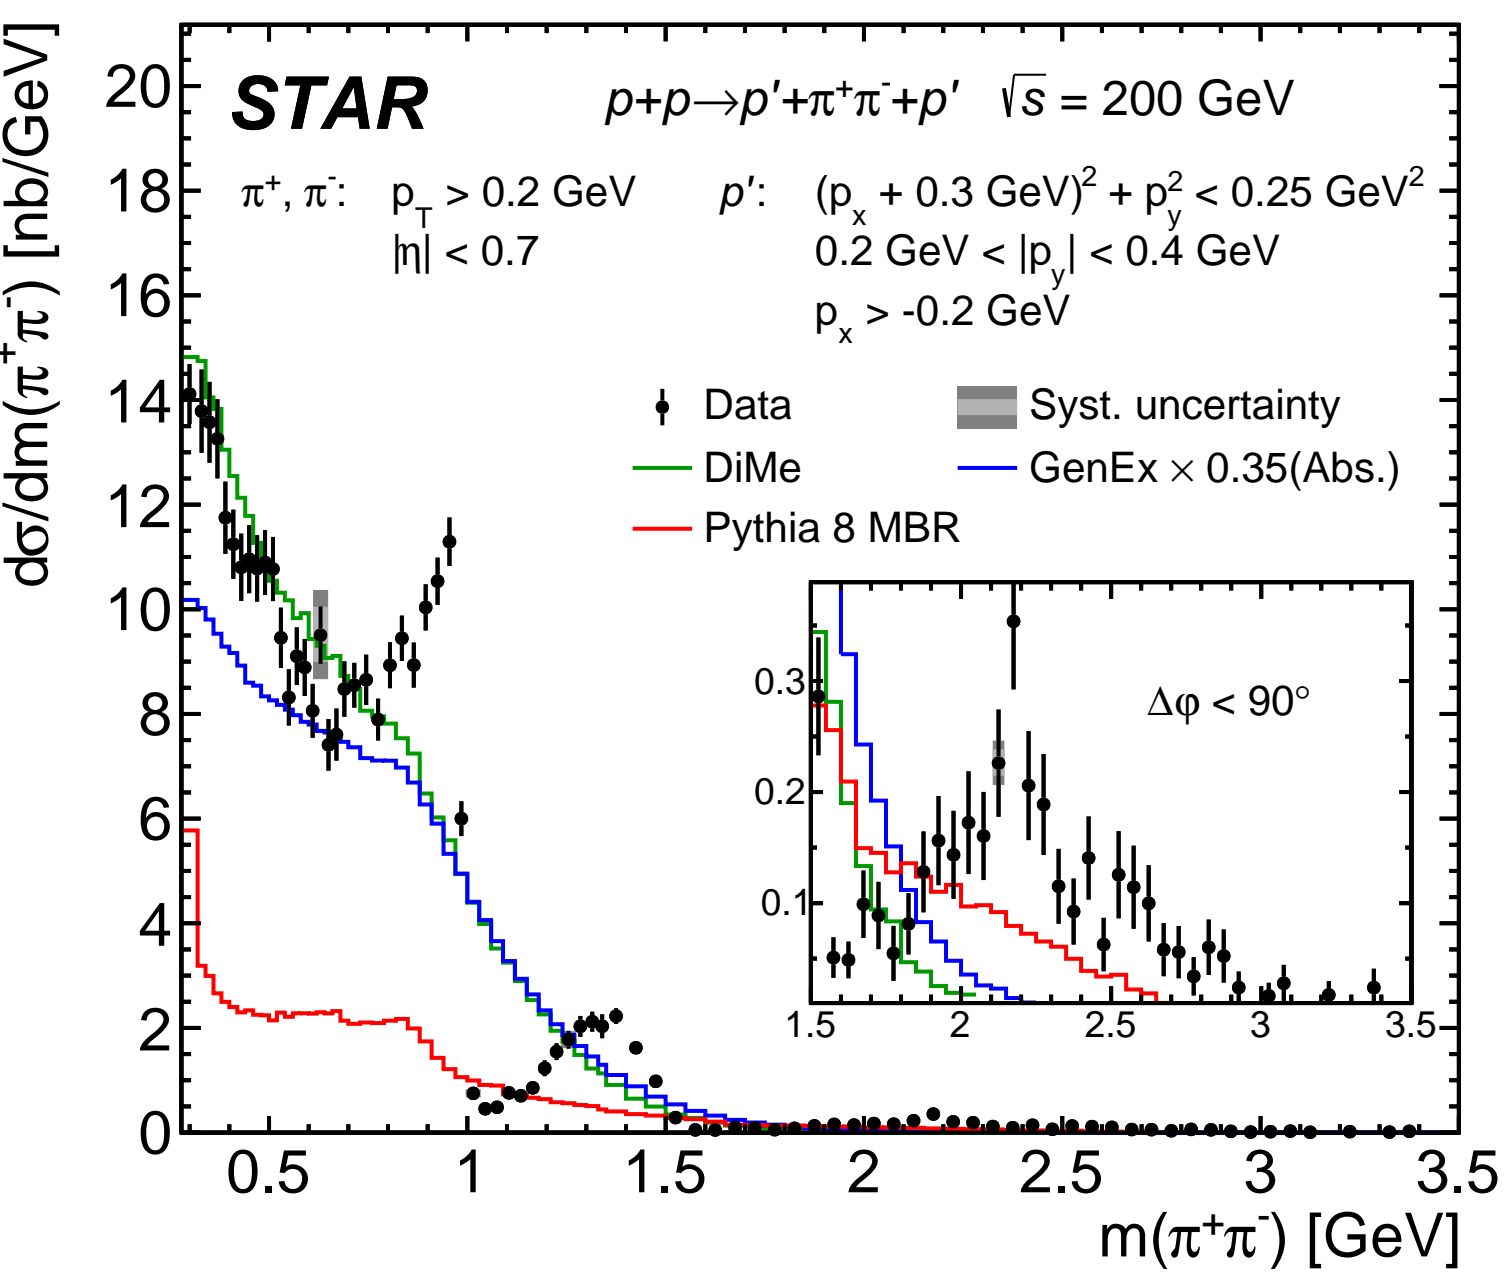 dσ/dm(π⁺π⁻) [nb/GeV]
20
18
16
14
12
10
8
6
4
2
0
STAR p+p→p′+π⁺π⁻+p′ √s = 200 GeV
π⁺, π⁻: p_T > 0.2 GeV p′: (p_x + 0.3 GeV)² + p_y² < 0.25 GeV²
|η| < 0.7 0.2 GeV < |p_y| < 0.4 GeV
p_x > -0.2 GeV
Data Syst. uncertainty
DiMe GenEx × 0.35(Abs.)
Pythia 8 MBR
0.3
0.2
0.1
Δφ < 90°
1.5 2 2.5 3 3.5
0.5 1 1.5 2 2.5 3 3.5
m(π⁺π⁻) [GeV]